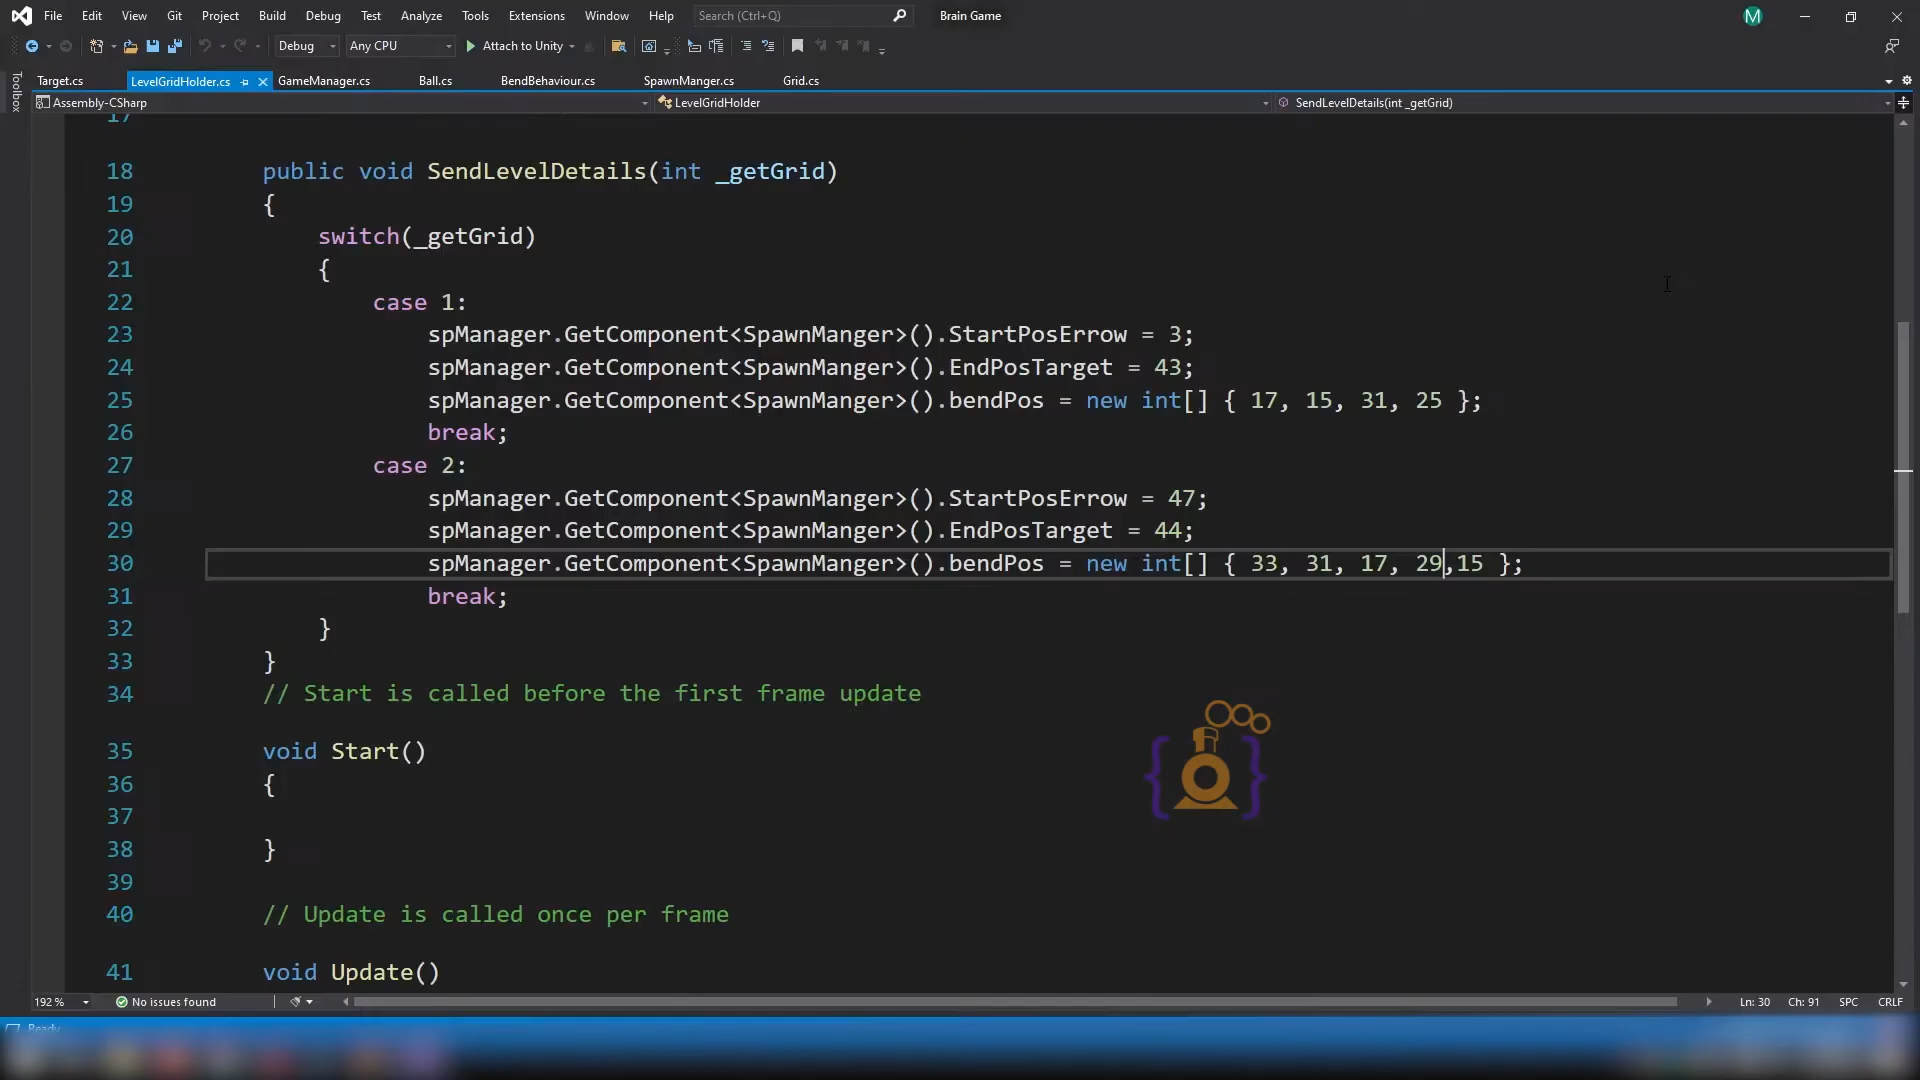 File Edit View Git Project Build Debug Test Analyze Tools Extensions Window Help Search (Ctrl+Q) Brain Game M
Debug Any CPU Attach to Unity
Toolbox
Target.cs LevelGridHolder.cs GameManager.cs Ball.cs BendBehaviour.cs SpawnManger.cs Grid.cs
Assembly-CSharp LevelGridHolder SendLevelDetails(int _getGrid)
17
18 public void SendLevelDetails(int _getGrid)
19 {
20 switch(_getGrid)
21 {
22 case 1:
23 spManager.GetComponent<SpawnManger>().StartPosErrow = 3;
24 spManager.GetComponent<SpawnManger>().EndPosTarget = 43;
25 spManager.GetComponent<SpawnManger>().bendPos = new int[] { 17, 15, 31, 25 };
26 break;
27 case 2:
28 spManager.GetComponent<SpawnManger>().StartPosErrow = 47;
29 spManager.GetComponent<SpawnManger>().EndPosTarget = 44;
30 spManager.GetComponent<SpawnManger>().bendPos = new int[] { 33, 31, 17, 29,15 };
31 break;
32 }
33 }
34 // Start is called before the first frame update
35 void Start()
36 {
37
38 }
39
40 // Update is called once per frame
41 void Update()
192 % No issues found Ln: 30 Ch: 91 SPC CRLF
Ready